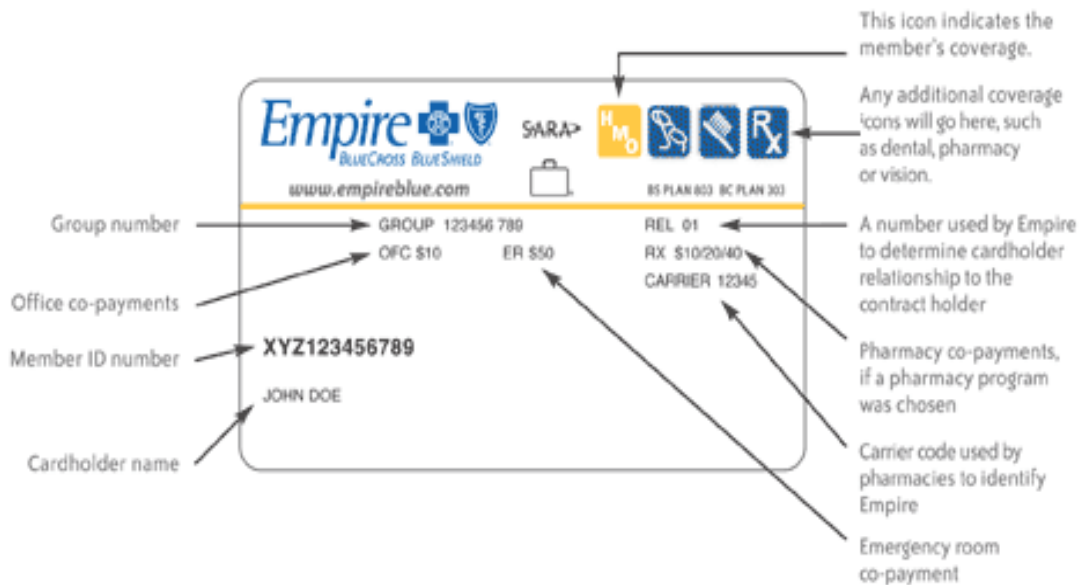 This icon indicates the
member's coverage.
Any additional coverage
icons will go here, such
as dental, pharmacy
or vision.
Empire
BLUECROSS BLUESHIELD
www.empireblue.com
SARA>
HMO
Rx
BS PLAN 803 BC PLAN 303
Group number
GROUP 123456 789
REL 01
A number used by Empire
to determine cardholder
relationship to the
contract holder
Office co-payments
OFC $10 ER $50
RX $10/20/40
CARRIER 12345
Member ID number
XYZ123456789
Pharmacy co-payments,
if a pharmacy program
was chosen
Cardholder name
JOHN DOE
Carrier code used by
pharmacies to identify
Empire
Emergency room
co-payment